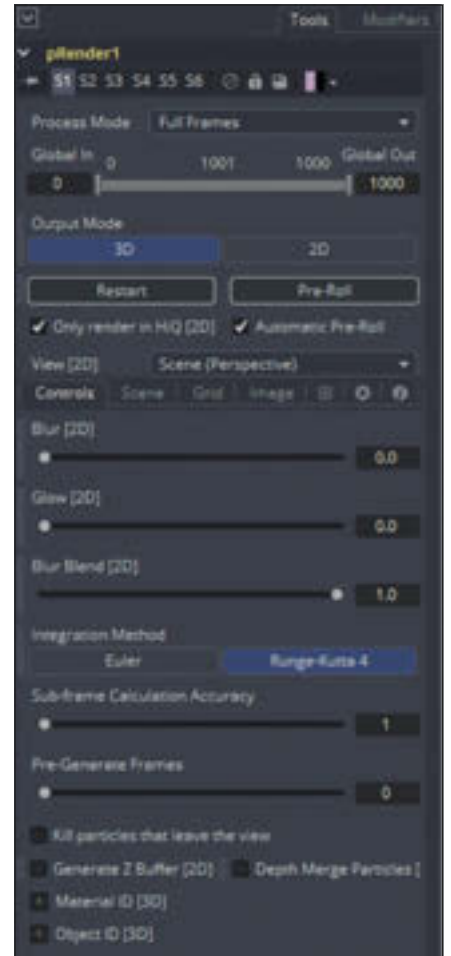 Tools Modifiers
pRender1
S1 S2 S3 S4 S5 S6
Process Mode Full Frames
Global In 0 1001 1000 Global Out
0 1000
Output Mode
3D 2D
Restart Pre-Roll
Only render in HiQ [2D] Automatic Pre-Roll
View [2D] Scene (Perspective)
Controls Scene Grid Image
Blur [2D]
0.0
Glow [2D]
0.0
Blur Blend [2D]
1.0
Integration Method
Euler Runge-Kutta 4
Sub-frame Calculation Accuracy
1
Pre-Generate Frames
0
Kill particles that leave the view
Generate Z Buffer [2D] Depth Merge Particles [
Material ID [3D]
Object ID [3D]